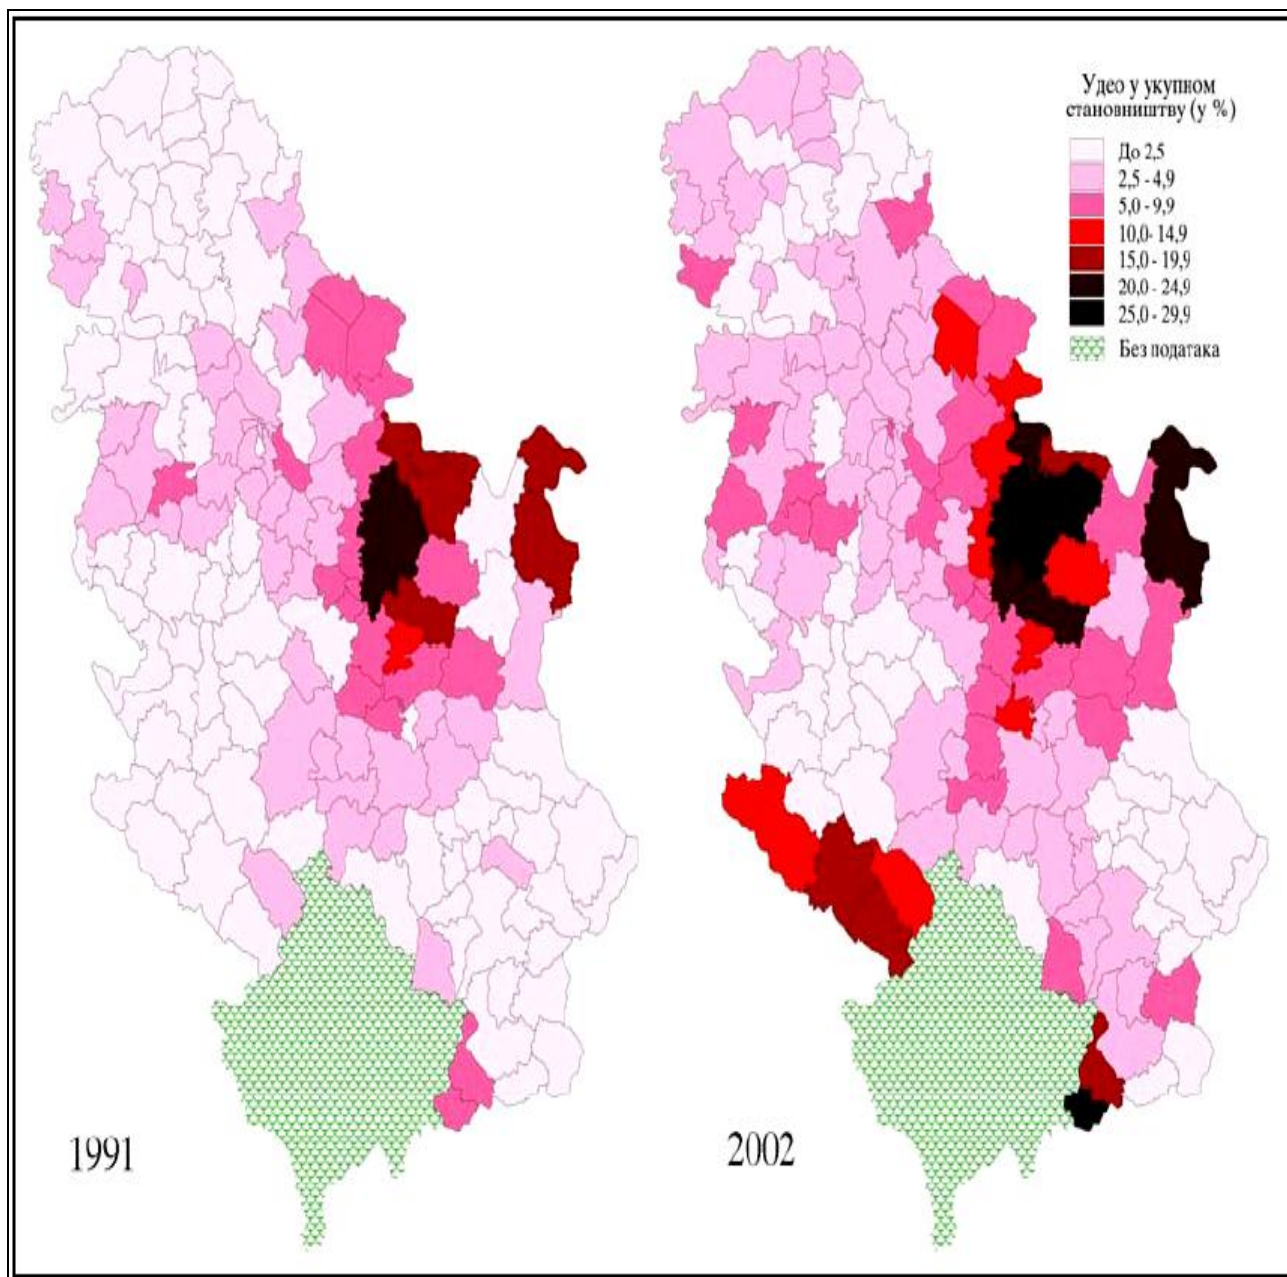 Удео у укупном
становништву (у %)
До 2,5
2,5 - 4,9
5,0 - 9,9
10,0- 14,9
15,0 - 19,9
20,0 - 24,9
25,0 - 29,9
Без података
1991
2002